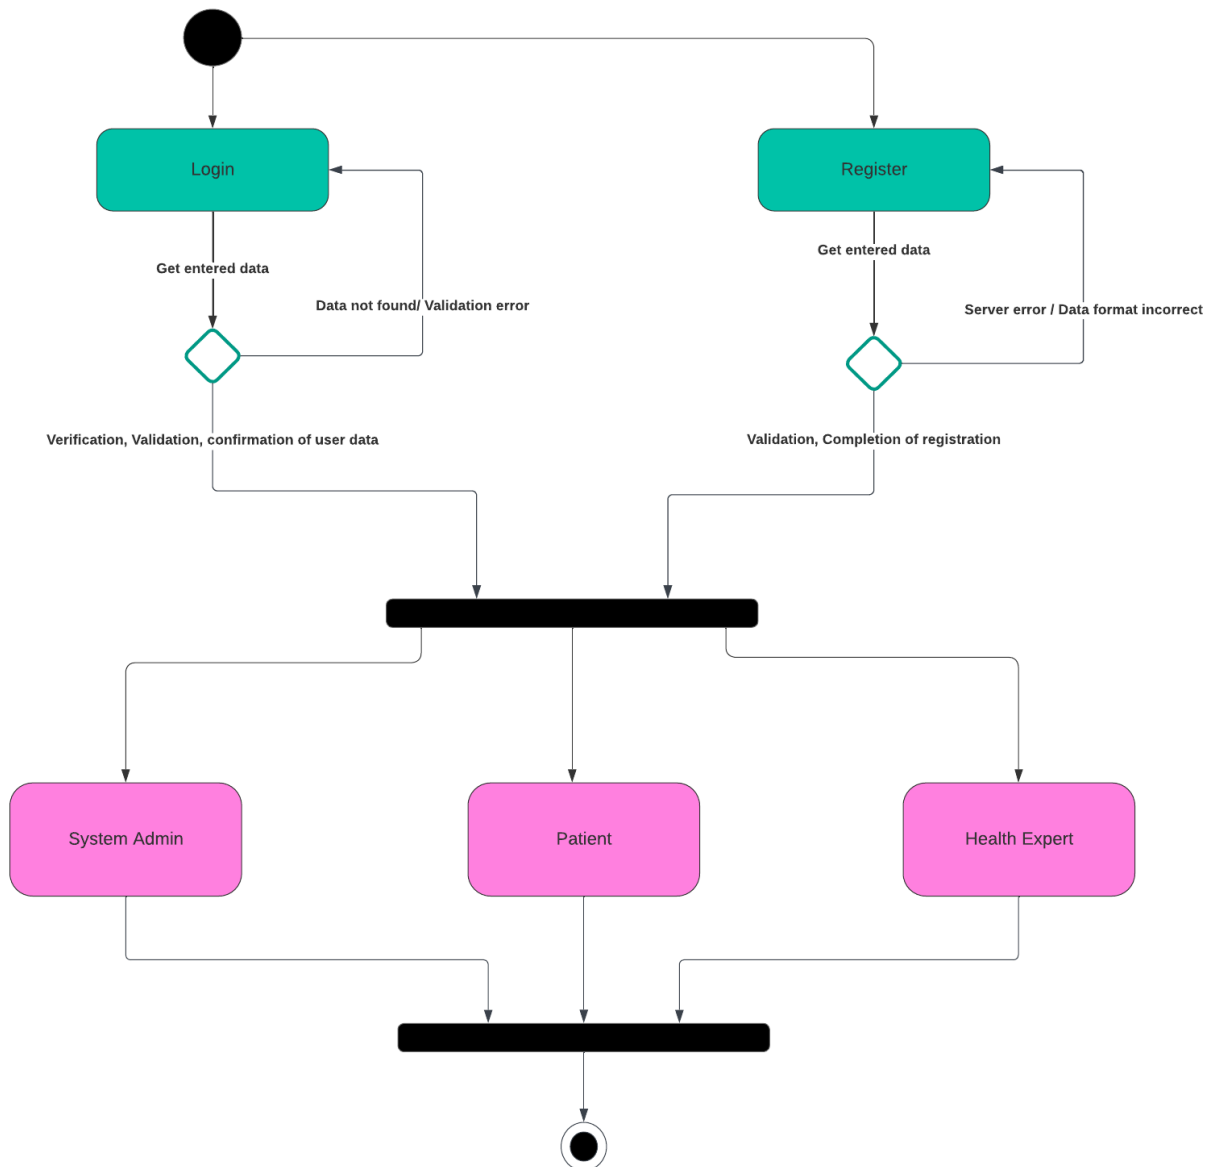 Login
Register
Get entered data
Get entered data
Data not found/ Validation error
Server error / Data format incorrect
Verification, Validation, confirmation of user data
Validation, Completion of registration
System Admin
Patient
Health Expert